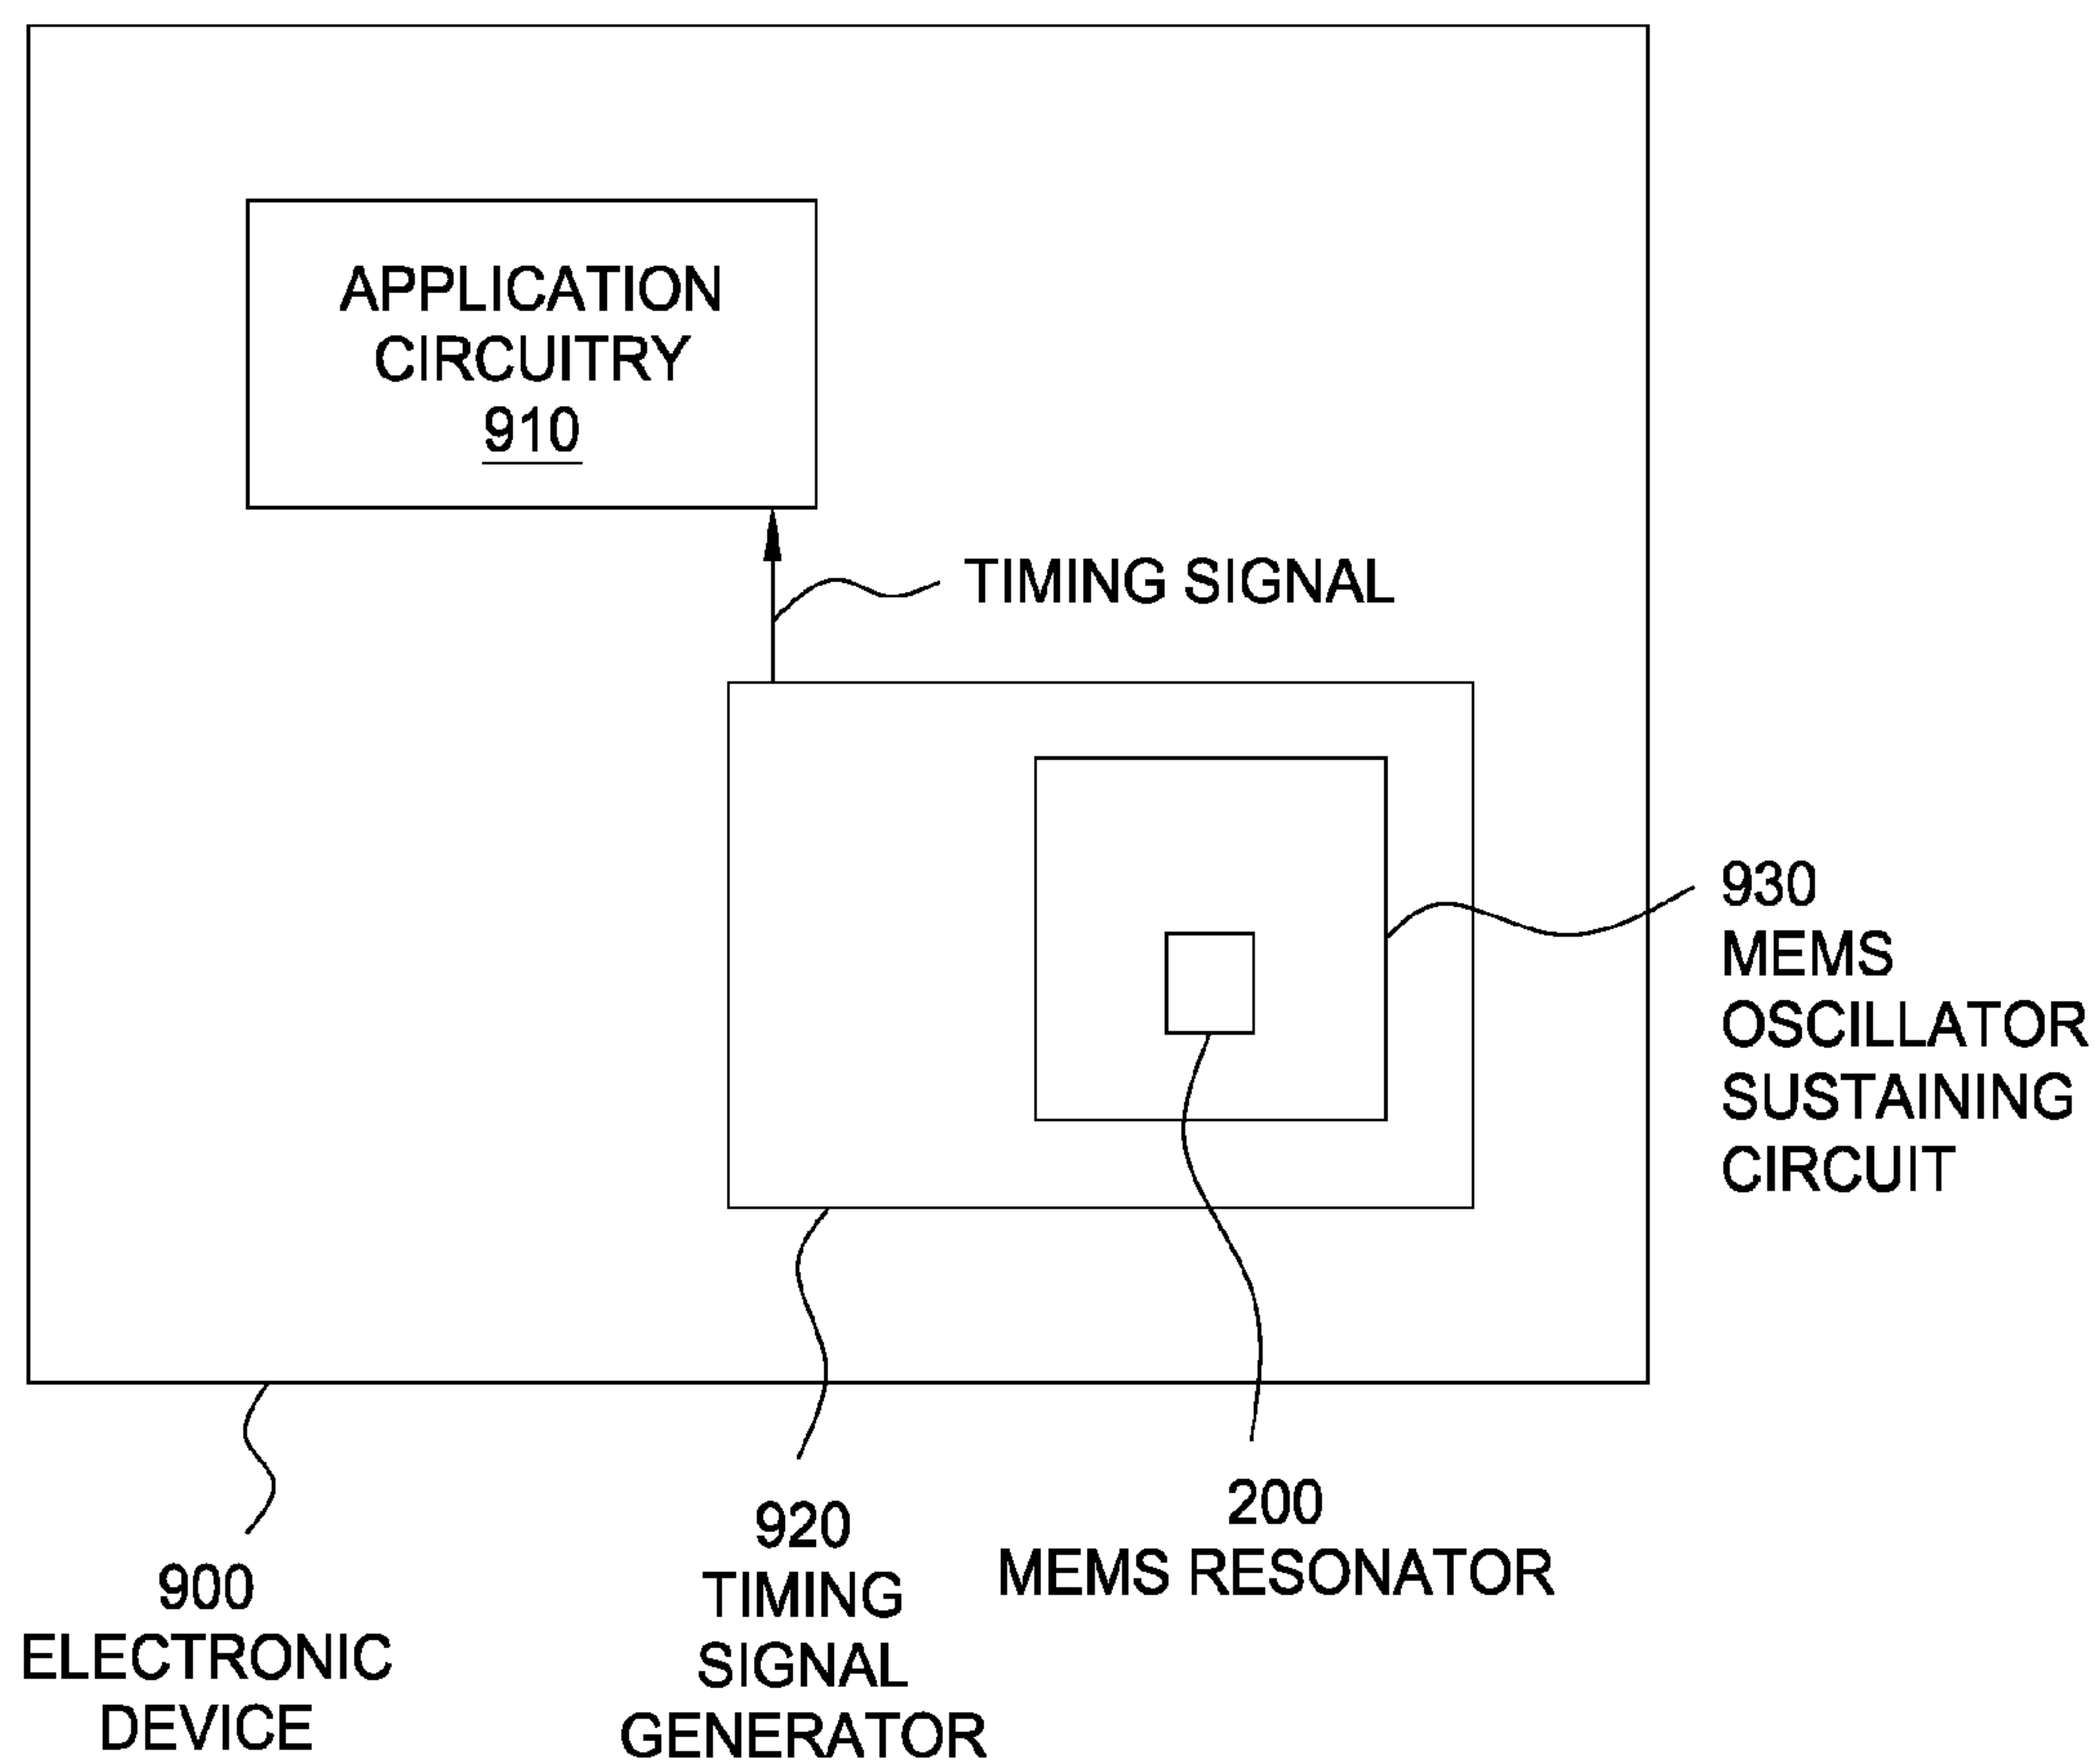 APPLICATION
CIRCUITRY
910
TIMING SIGNAL
930
MEMS
OSCILLATOR
SUSTAINING
CIRCUIT
200
MEMS RESONATOR
920
TIMING
SIGNAL
GENERATOR
900
ELECTRONIC
DEVICE